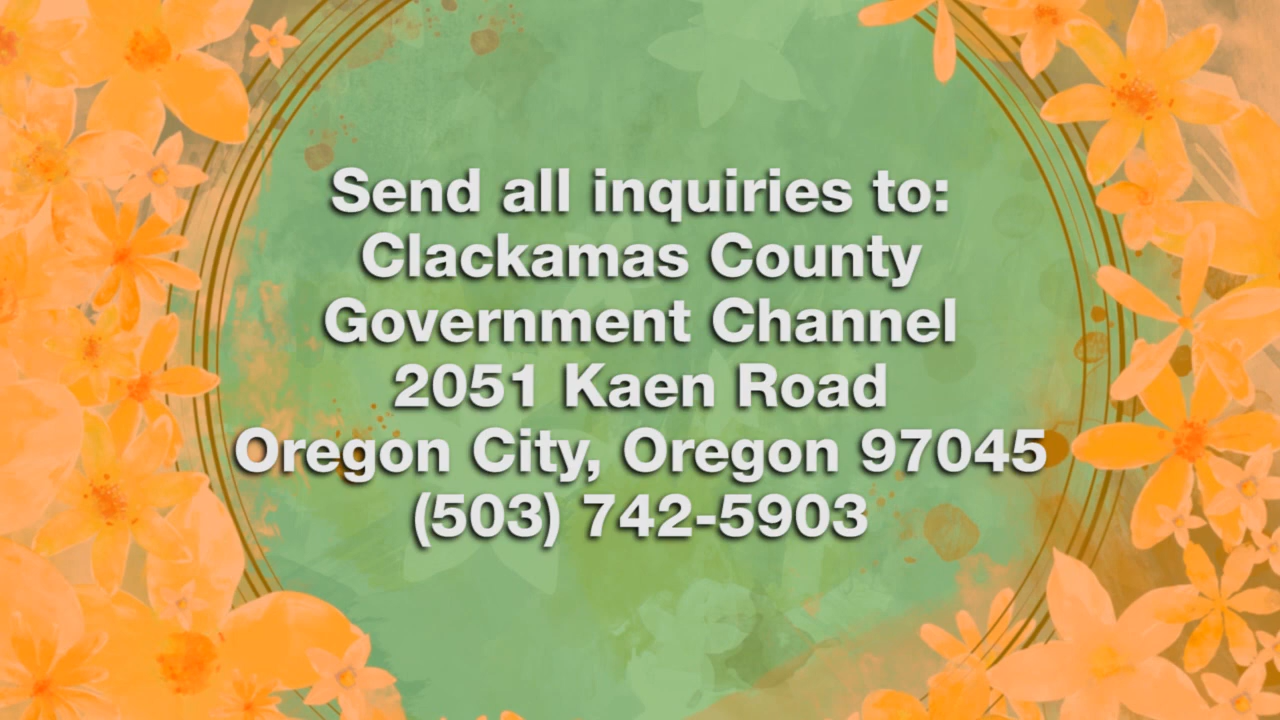 Send all inquiries to:
Clackamas County
Government Channel
2051 Kaen Road
Oregon City, Oregon 97045
(503) 742-5903